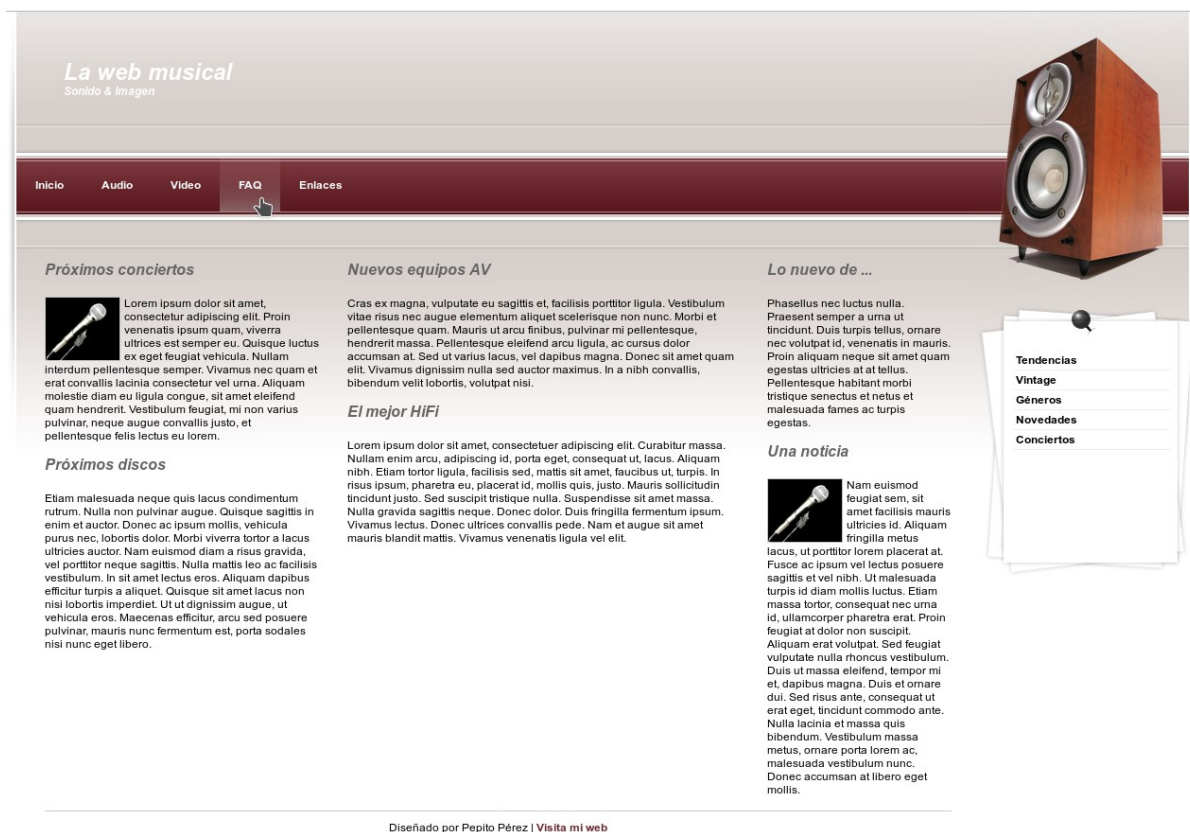 La web musical
Sonido & Imagen
Inicio Audio Video FAQ Enlaces
Próximos conciertos
Lorem ipsum dolor sit amet,
consectetur adipiscing elit. Proin
venenatis ipsum quam, viverra
ultrices est semper eu. Quisque luctus
ex eget feugiat vehicula. Nullam
interdum pellentesque semper. Vivamus nec quam et
erat convallis lacinia consectetur vel urna. Aliquam
molestie diam eu ligula congue, sit amet eleifend
quam hendrerit. Vestibulum feugiat, mi non varius
pulvinar, neque augue convallis justo, et
pellentesque felis lectus eu lorem.
Próximos discos
Etiam malesuada neque quis lacus condimentum
rutrum. Nulla non pulvinar augue. Quisque sagittis in
enim et auctor. Donec ac ipsum mollis, vehicula
purus nec, lobortis dolor. Morbi viverra tortor a lacus
ultricies auctor. Nam euismod diam a risus gravida,
vel porttitor neque sagittis. Nulla mattis leo ac facilisis
vestibulum. In sit amet lectus eros. Aliquam dapibus
efficitur turpis a aliquet. Quisque sit amet lacus non
nisi lobortis imperdiet. Ut ut dignissim augue, ut
vehicula eros. Maecenas efficitur, arcu sed posuere
pulvinar, mauris nunc fermentum est, porta sodales
nisi nunc eget libero.
Nuevos equipos AV
Cras ex magna, vulputate eu sagittis et, facilisis porttitor ligula. Vestibulum
vitae risus nec augue elementum aliquet scelerisque non nunc. Morbi et
pellentesque quam. Mauris ut arcu finibus, pulvinar mi pellentesque,
hendrerit massa. Pellentesque eleifend arcu ligula, ac cursus dolor
accumsan at. Sed ut varius lacus, vel dapibus magna. Donec sit amet quam
elit. Vivamus dignissim nulla sed auctor maximus. In a nibh convallis,
bibendum velit lobortis, volutpat nisi.
El mejor HiFi
Lorem ipsum dolor sit amet, consectetuer adipiscing elit. Curabitur massa.
Nullam enim arcu, adipiscing id, porta eget, consequat ut, lacus. Aliquam
nibh. Etiam tortor ligula, facilisis sed, mattis sit amet, faucibus ut, turpis. In
risus ipsum, pharetra eu, placerat id, mollis quis, justo. Mauris sollicitudin
tincidunt justo. Sed suscipit tristique nulla. Suspendisse sit amet massa.
Nulla gravida sagittis neque. Donec dolor. Duis fringilla fermentum ipsum.
Vivamus lectus. Donec ultrices convallis pede. Nam et augue sit amet
mauris blandit mattis. Vivamus venenatis ligula vel elit.
Lo nuevo de ...
Phasellus nec luctus nulla.
Praesent semper a urna ut
tincidunt. Duis turpis tellus, ornare
nec volutpat id, venenatis in mauris.
Proin aliquam neque sit amet quam
egestas ultricies at at tellus.
Pellentesque habitant morbi
tristique senectus et netus et
malesuada fames ac turpis
egestas.
Una noticia
Nam euismod
feugiat sem, sit
amet facilisis mauris
ultricies id. Aliquam
fringilla metus
lacus, ut porttitor lorem placerat at.
Fusce ac ipsum vel lectus posuere
sagittis et vel nibh. Ut malesuada
turpis id diam mollis luctus. Etiam
massa tortor, consequat nec urna
id, ullamcorper pharetra erat. Proin
feugiat at dolor non suscipit.
Aliquam erat volutpat. Sed feugiat
vulputate nulla rhoncus vestibulum.
Duis ut massa eleifend, tempor mi
et, dapibus magna. Duis et ornare
dui. Sed risus ante, consequat ut
erat eget, tincidunt commodo ante.
Nulla lacinia et massa quis
bibendum. Vestibulum massa
metus, ornare porta lorem ac,
malesuada vestibulum nunc.
Donec accumsan at libero eget
mollis.
Tendencias
Vintage
Géneros
Novedades
Conciertos
Diseñado por Pepito Pérez | Visita mi web